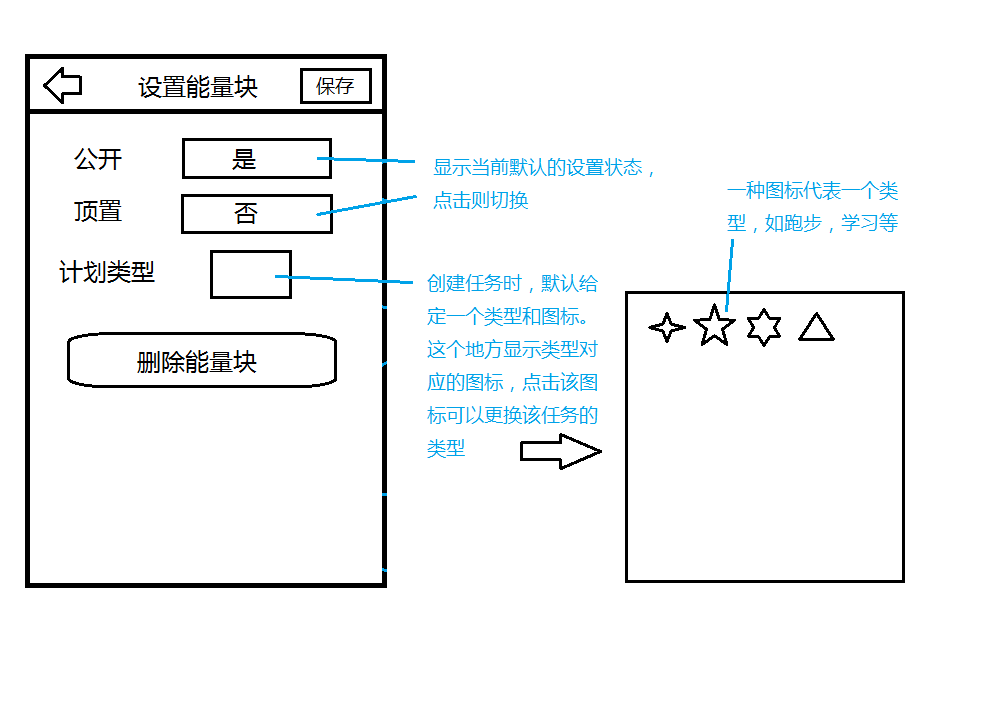 设置能量块
保存
公开
是
顶置
否
计划类型
删除能量块
显示当前默认的设置状态，
点击则切换
创建任务时，默认给
定一个类型和图标。
这个地方显示类型对
应的图标，点击该图
标可以更换该任务的
类型
一种图标代表一个类
型，如跑步，学习等